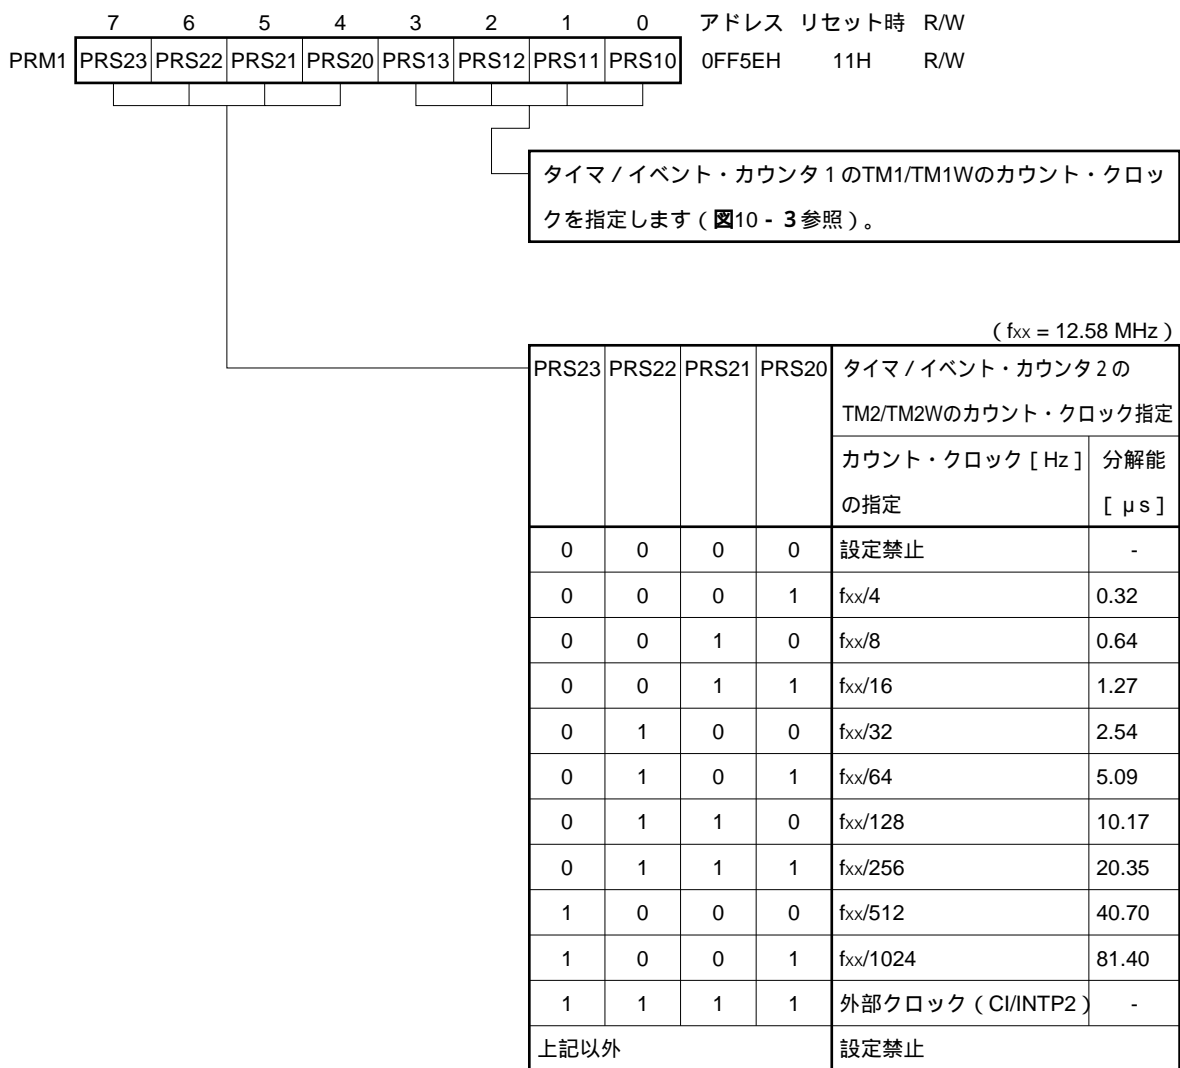 7 6 5 4 3 2 1 0 アドレス リセット時 R/W
PRM1 PRS23 PRS22 PRS21 PRS20 PRS13 PRS12 PRS11 PRS10 0FF5EH 11H R/W
タイマ/イベント・カウンタ1のTM1/TM1Wのカウント・クロッ
クを指定します(図10-3参照)。
(fxx = 12.58 MHz)
PRS23 PRS22 PRS21 PRS20 タイマ/イベント・カウンタ2の
TM2/TM2Wのカウント・クロック指定
カウント・クロック[Hz] 分解能
の指定 [μs]
0 0 0 0 設定禁止 -
0 0 0 1 fxx/4 0.32
0 0 1 0 fxx/8 0.64
0 0 1 1 fxx/16 1.27
0 1 0 0 fxx/32 2.54
0 1 0 1 fxx/64 5.09
0 1 1 0 fxx/128 10.17
0 1 1 1 fxx/256 20.35
1 0 0 0 fxx/512 40.70
1 0 0 1 fxx/1024 81.40
1 1 1 1 外部クロック(CI/INTP2) -
上記以外 設定禁止